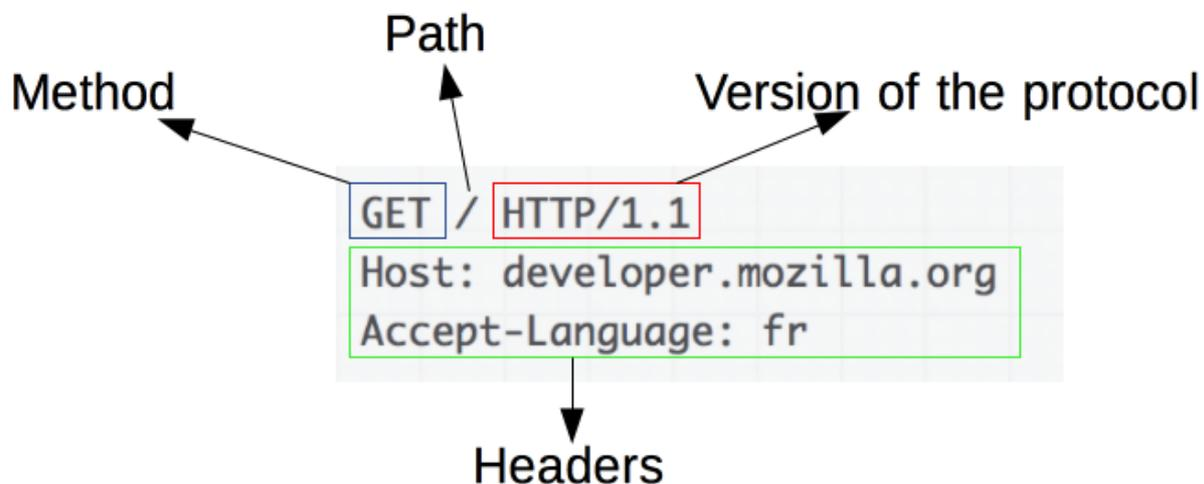 Path
Method
Version of the protocol
GET / HTTP/1.1
Host: developer.mozilla.org
Accept-Language: fr
Headers